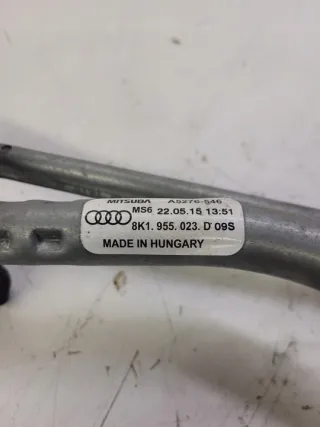 MITSUBA A5276-546
MS6 22.05.15 13:51
8K1. 955. 023. D 09S
MADE IN HUNGARY